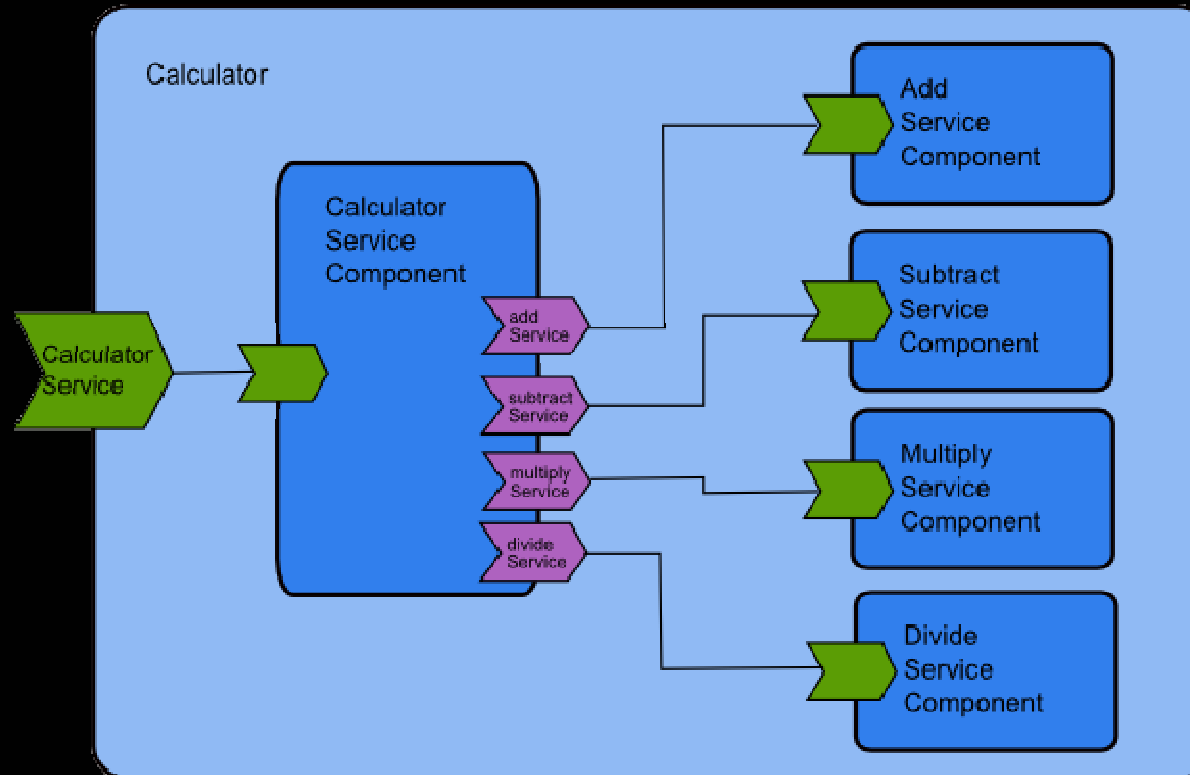 Calculator
Calculator
Service
Calculator
Service
Component
add
Service
subtract
Service
multiply
Service
divide
Service
Add
Service
Component
Subtract
Service
Component
Multiply
Service
Component
Divide
Service
Component